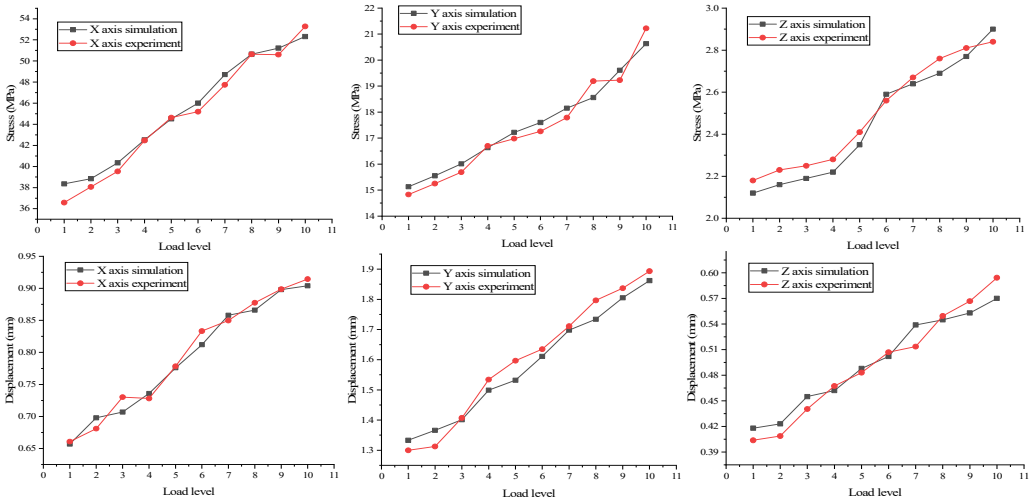 X axis simulation
X axis experiment
Stress (MPa)
54
52
50
48
46
44
42
40
38
36
0 1 2 3 4 5 6 7 8 9 10 11
Load level
Y axis simulation
Y axis experiment
Stress (MPa)
22
21
20
19
18
17
16
15
14
0 1 2 3 4 5 6 7 8 9 10 11
Load level
Z axis simulation
Z axis experiment
Stress (MPa)
3.0
2.8
2.6
2.4
2.2
2.0
0 1 2 3 4 5 6 7 8 9 10 11
Load level
X axis simulation
X axis experiment
Displacement (mm)
0.95
0.90
0.85
0.80
0.75
0.70
0.65
0 1 2 3 4 5 6 7 8 9 10 11
Load level
Y axis simulation
Y axis experiment
Displacement (mm)
1.9
1.8
1.7
1.6
1.5
1.4
1.3
0 1 2 3 4 5 6 7 8 9 10 11
Load level
Z axis simulation
Z axis experiment
Displacement (mm)
0.60
0.57
0.54
0.51
0.48
0.45
0.42
0.39
0 1 2 3 4 5 6 7 8 9 10 11
Load level